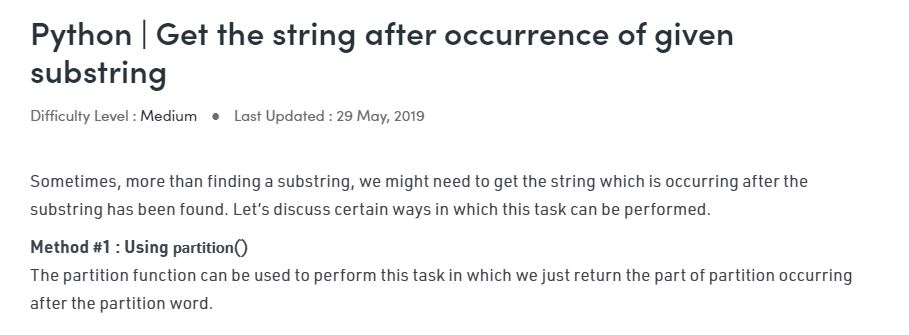 Python | Get the string after occurrence of given
substring
Difficulty Level : Medium ● Last Updated : 29 May, 2019
Sometimes, more than finding a substring, we might need to get the string which is occurring after the
substring has been found. Let’s discuss certain ways in which this task can be performed.
Method #1 : Using partition()
The partition function can be used to perform this task in which we just return the part of partition occurring
after the partition word.